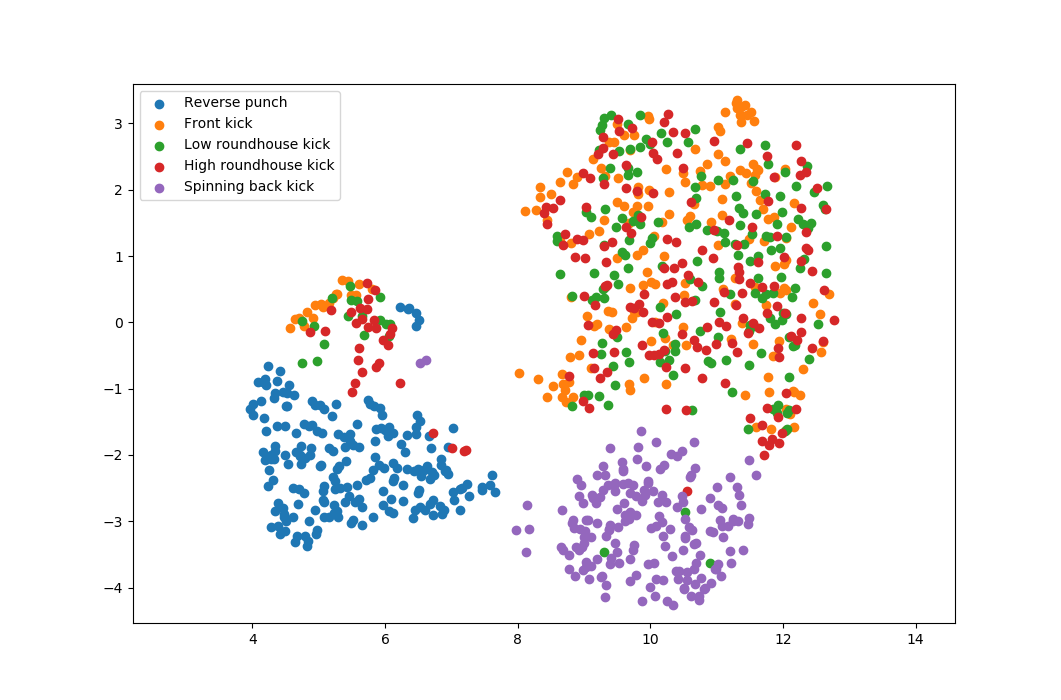 Reverse punch
Front kick
Low roundhouse kick
High roundhouse kick
Spinning back kick
3
2
1
0
−1
−2
−3
−4
4 6 8 10 12 14